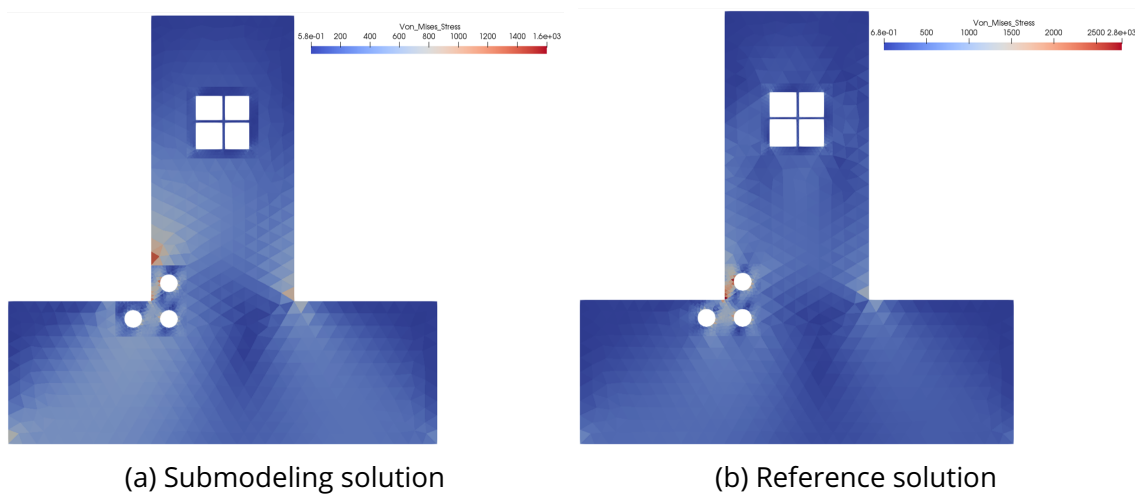 Von_Mises_Stress
5.8e-01 200 400 600 800 1000 1200 1.6e+03
Von_Mises_Stress
6.8e-01 500 1000 1500 2000 2500 2.8e+03
(a) Submodeling solution
(b) Reference solution